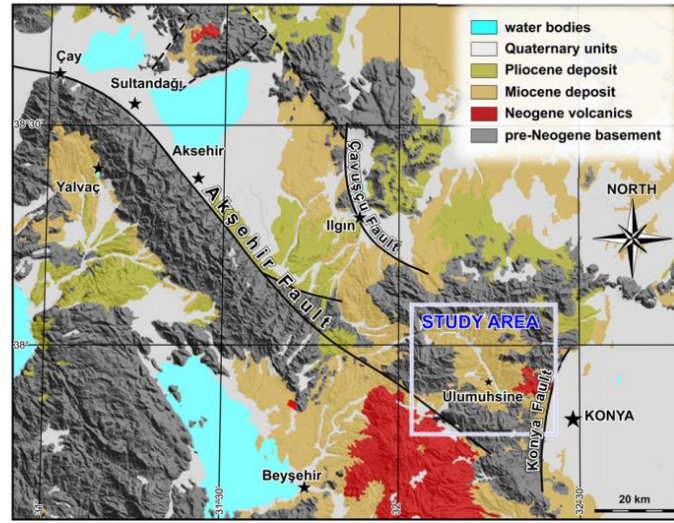 water bodies
Quaternary units
Pliocene deposit
Miocene deposit
Neogene volcanics
pre-Neogene basement
Çay
Sultandağı
38°30'
Akşehir
Yalvaç
Akşehir Fault
Çavuşçu Fault
Ilgın
NORTH
STUDY AREA
38°
Ulumuhsine
Konya Fault
KONYA
Beyşehir
31°
31°30'
32°
32°30'
20 km